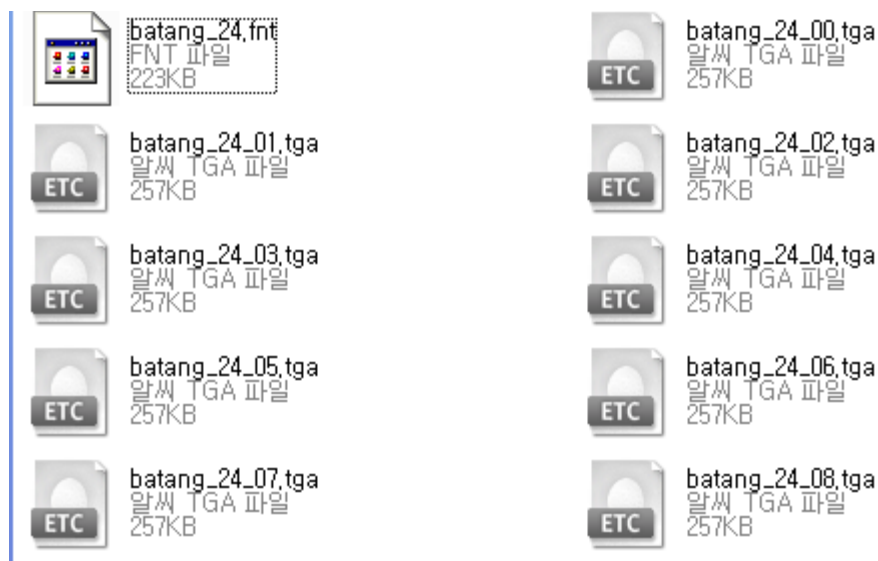 batang_24.fnt
FNT 파일
223KB
batang_24_00.tga
알씨 TGA 파일
257KB
ETC
batang_24_01.tga
알씨 TGA 파일
257KB
ETC
batang_24_02.tga
알씨 TGA 파일
257KB
ETC
batang_24_03.tga
알씨 TGA 파일
257KB
ETC
batang_24_04.tga
알씨 TGA 파일
257KB
ETC
batang_24_05.tga
알씨 TGA 파일
257KB
ETC
batang_24_06.tga
알씨 TGA 파일
257KB
ETC
batang_24_07.tga
알씨 TGA 파일
257KB
ETC
batang_24_08.tga
알씨 TGA 파일
257KB
ETC